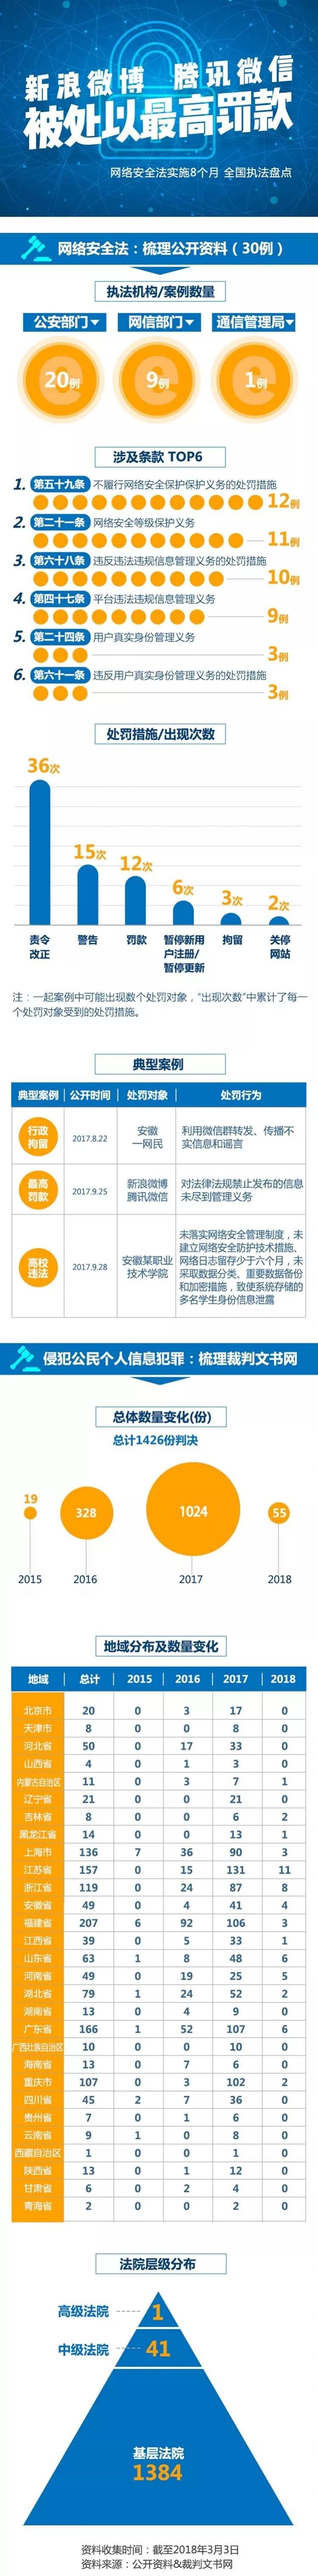 新浪微博 腾讯微信
被处以最高罚款
网络安全法实施8个月 全国执法盘点
网络安全法：梳理公开资料（30例）
执法机构/案例数量
公安部门 网信部门 通信管理局
20例 9例 1例
涉及条款 TOP6
1. 第五十九条 不履行网络安全保护保护义务的处罚措施
12例
2. 第二十一条 网络安全等级保护义务
11例
3. 第六十八条 违反违法违规信息管理义务的处罚措施
10例
4. 第四十七条 平台违法违规信息管理义务
9例
5. 第二十四条 用户真实身份管理义务
3例
6. 第六十一条 违反用户真实身份管理义务的处罚措施
3例
处罚措施/出现次数
36次
15次
12次
6次
3次
2次
责令改正 警告 罚款 暂停新用户注册/暂停更新 拘留 关停网站
注：一起案例中可能出现数个处罚对象，“出现次数”中累计了每一
个处罚对象受到的处罚措施。
典型案例
典型案例 公开时间 处罚对象 处罚行为
行政拘留 2017.8.22 安徽一网民 利用微信群转发、传播不
实信息和谣言
最高罚款 2017.9.25 新浪微博腾讯微信 对法律法规禁止发布的信息
未尽到管理义务
高校违法 2017.9.28 安徽某职业技术学院 未落实网络安全管理制度，未
建立网络安全防护技术措施、
网络日志留存少于六个月，未
采取数据分类、重要数据备份
和加密措施，致使系统存储的
多名学生身份信息泄露
侵犯公民个人信息犯罪：梳理裁判文书网
总体数量变化(份)
总计1426份判决
19 328 1024 55
2015 2016 2017 2018
地域分布及数量变化
地域 总计 2015 2016 2017 2018
北京市 20 0 3 17 0
天津市 8 0 0 8 0
河北省 50 0 17 33 0
山西省 4 0 1 3 0
内蒙古自治区 11 0 3 7 1
辽宁省 21 0 0 21 0
吉林省 8 0 0 6 2
黑龙江省 14 0 0 13 1
上海市 136 7 36 90 3
江苏省 157 0 15 131 11
浙江省 119 0 24 87 8
安徽省 49 0 4 41 4
福建省 207 6 92 106 3
江西省 39 0 5 33 1
山东省 63 1 8 48 6
河南省 49 0 19 25 5
湖北省 79 1 24 52 2
湖南省 13 0 4 9 0
广东省 166 1 52 107 6
广西壮族自治区 10 0 0 10 0
海南省 13 0 7 6 0
重庆市 107 0 3 102 2
四川省 45 2 7 36 0
贵州省 7 0 1 6 0
云南省 9 1 0 8 0
西藏自治区 1 0 0 1 0
陕西省 13 0 1 12 0
甘肃省 6 0 2 4 0
青海省 2 0 0 2 0
法院层级分布
高级法院 1
中级法院 41
基层法院
1384
资料收集时间：截至2018年3月3日
资料来源：公开资料&裁判文书网